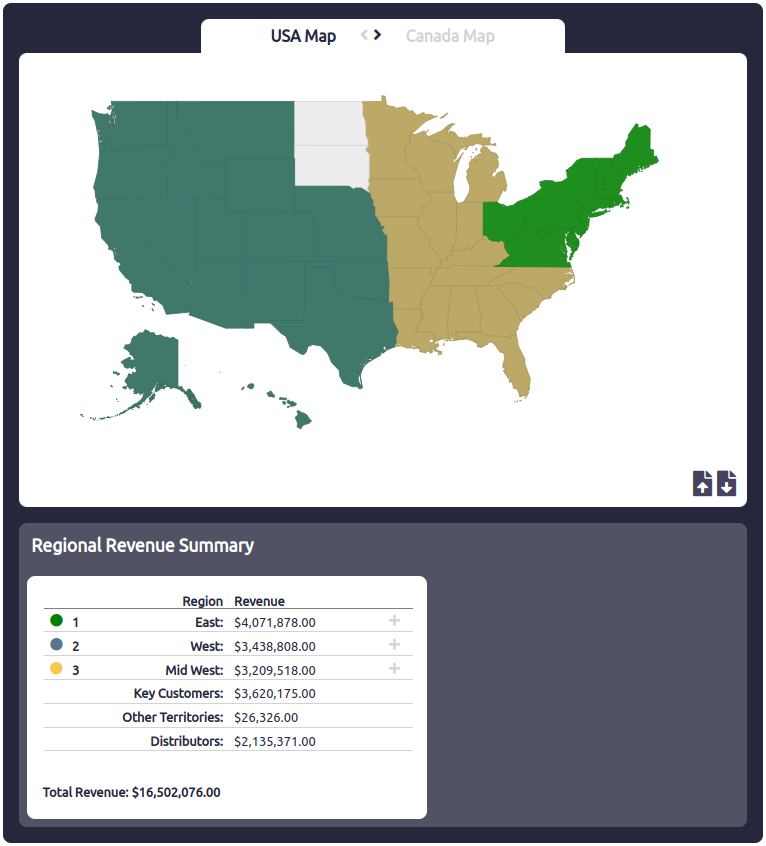 USA Map < > Canada Map
Regional Revenue Summary
Region Revenue
1 East: $4,071,878.00 +
2 West: $3,438,808.00 +
3 Mid West: $3,209,518.00 +
Key Customers: $3,620,175.00
Other Territories: $26,326.00
Distributors: $2,135,371.00
Total Revenue: $16,502,076.00